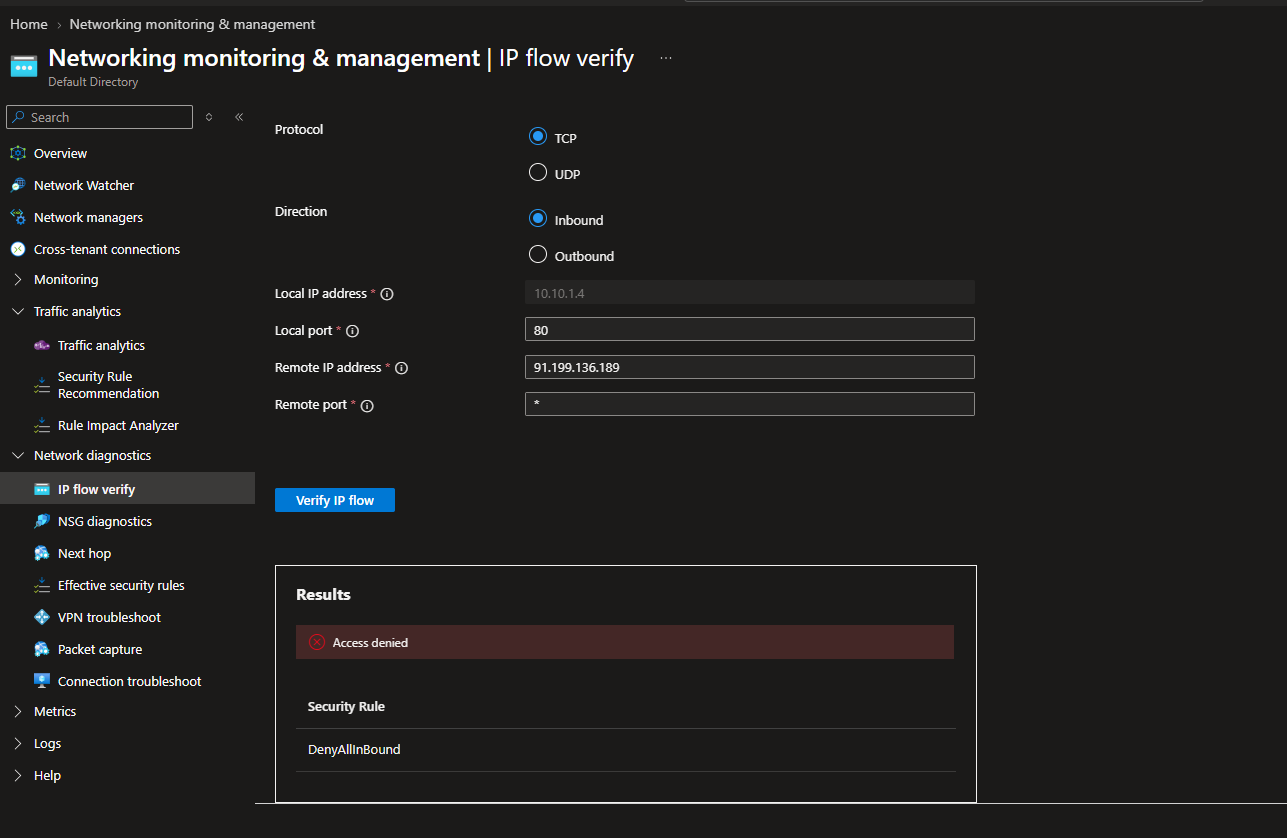 Home > Networking monitoring & management
Networking monitoring & management | IP flow verify ...
Default Directory
Search
Overview
Network Watcher
Network managers
Cross-tenant connections
Monitoring
Traffic analytics
Traffic analytics
Security Rule
Recommendation
Rule Impact Analyzer
Network diagnostics
IP flow verify
NSG diagnostics
Next hop
Effective security rules
VPN troubleshoot
Packet capture
Connection troubleshoot
Metrics
Logs
Help
Protocol
TCP
UDP
Direction
Inbound
Outbound
Local IP address *
10.10.1.4
Local port *
80
Remote IP address *
91.199.136.189
Remote port *
*
Verify IP flow
Results
Access denied
Security Rule
DenyAllInBound